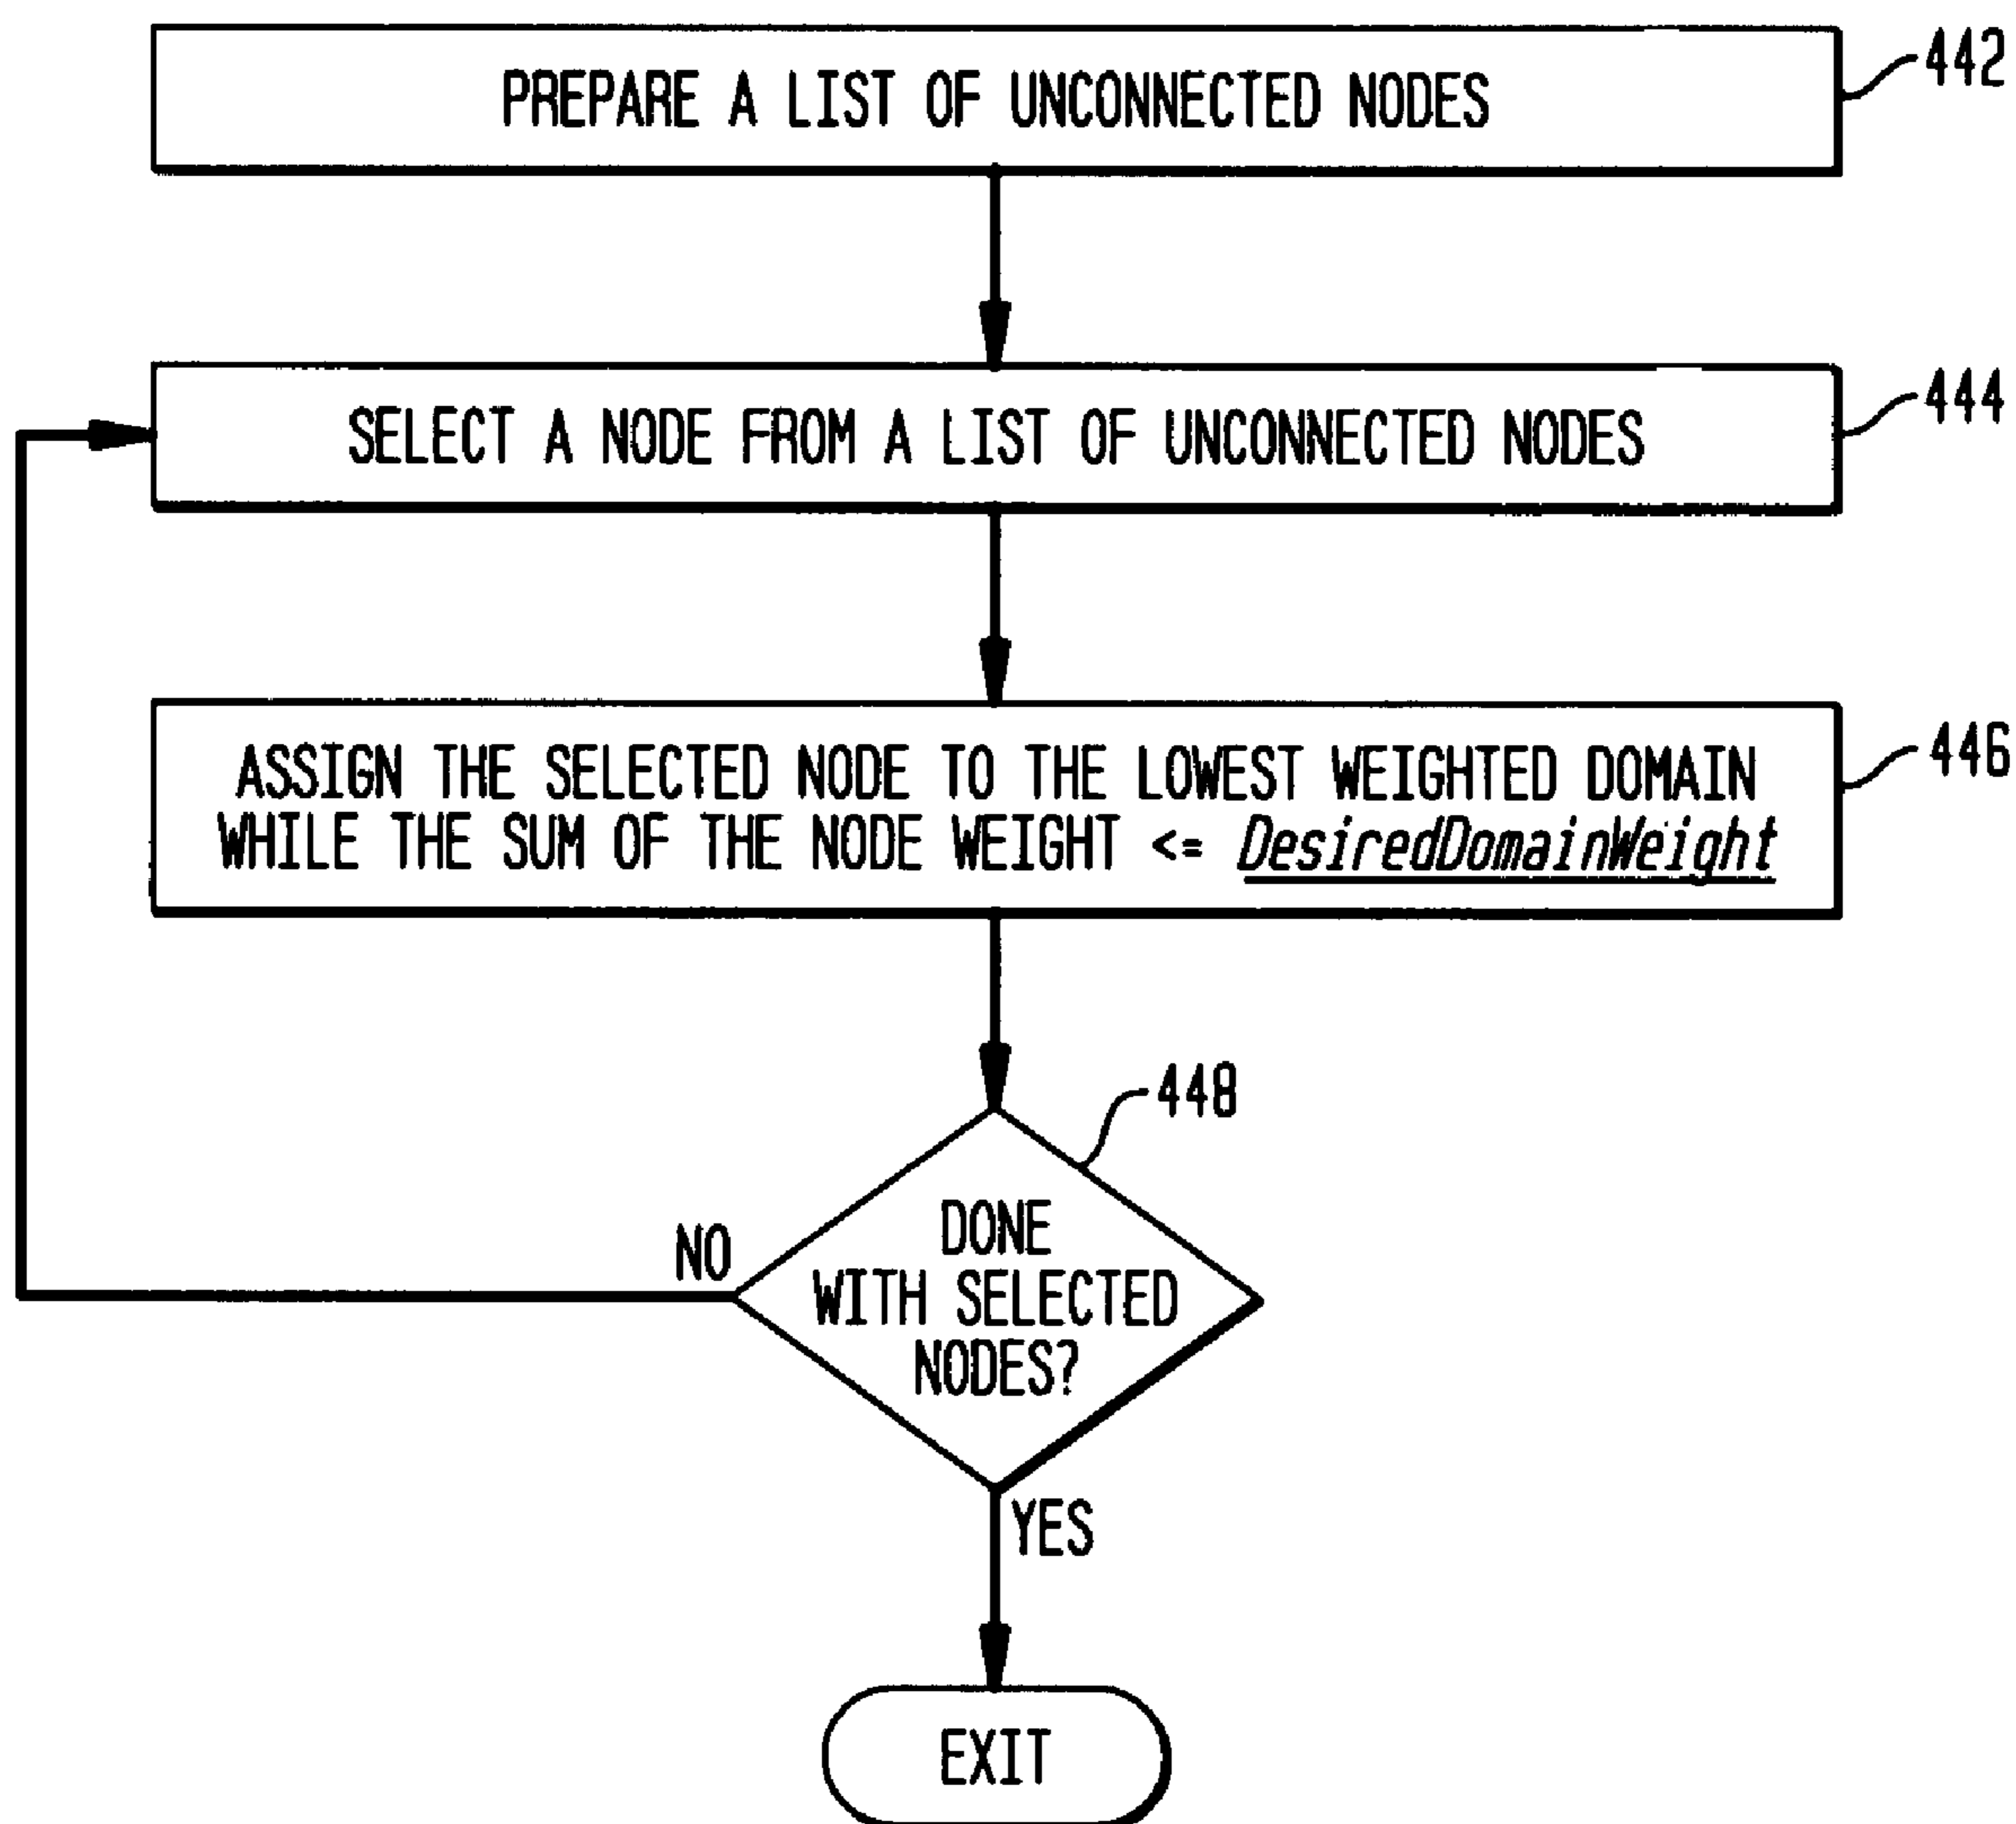 PREPARE A LIST OF UNCONNECTED NODES
442
SELECT A NODE FROM A LIST OF UNCONNECTED NODES
444
ASSIGN THE SELECTED NODE TO THE LOWEST WEIGHTED DOMAIN
WHILE THE SUM OF THE NODE WEIGHT <= DesiredDomainWeight
446
448
DONE
WITH SELECTED
NODES?
NO
YES
EXIT